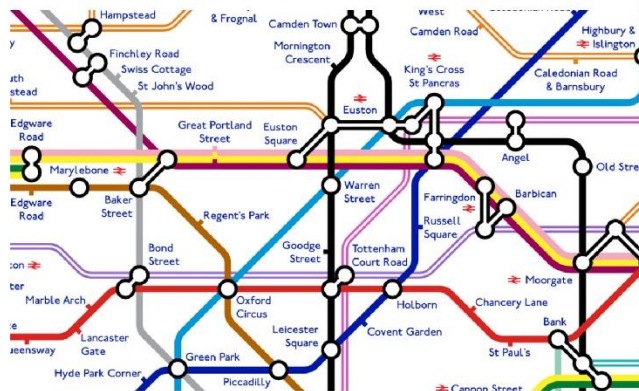 Hampstead
& Frognal
Camden Town
West
Camden Road
Highbury &
Islington
Finchley Road
Swiss Cottage
St John's Wood
Mornington
Crescent
King's Cross
St Pancras
Caledonian Road
& Barnsbury
Euston
Edgware
Road
Great Portland
Street
Euston
Square
Angel
Marylebone
Edgware
Road
Baker
Street
Warren
Street
Farringdon
Barbican
Regent's Park
Russell
Square
Bond
Street
Goodge
Street
Tottenham
Court Road
Moorgate
Marble Arch
Oxford
Circus
Holborn
Chancery Lane
Lancaster
Gate
Leicester
Square
Covent Garden
Bank
St Paul's
Green Park
Hyde Park Corner
Piccadilly
Cannon Street